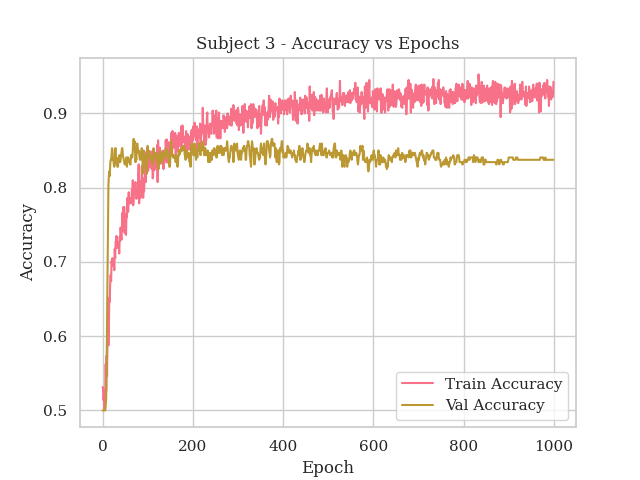 Subject 3 - Accuracy vs Epochs
Accuracy
0.9
0.8
0.7
0.6
0.5
Train Accuracy
Val Accuracy
0 200 400 600 800 1000
Epoch